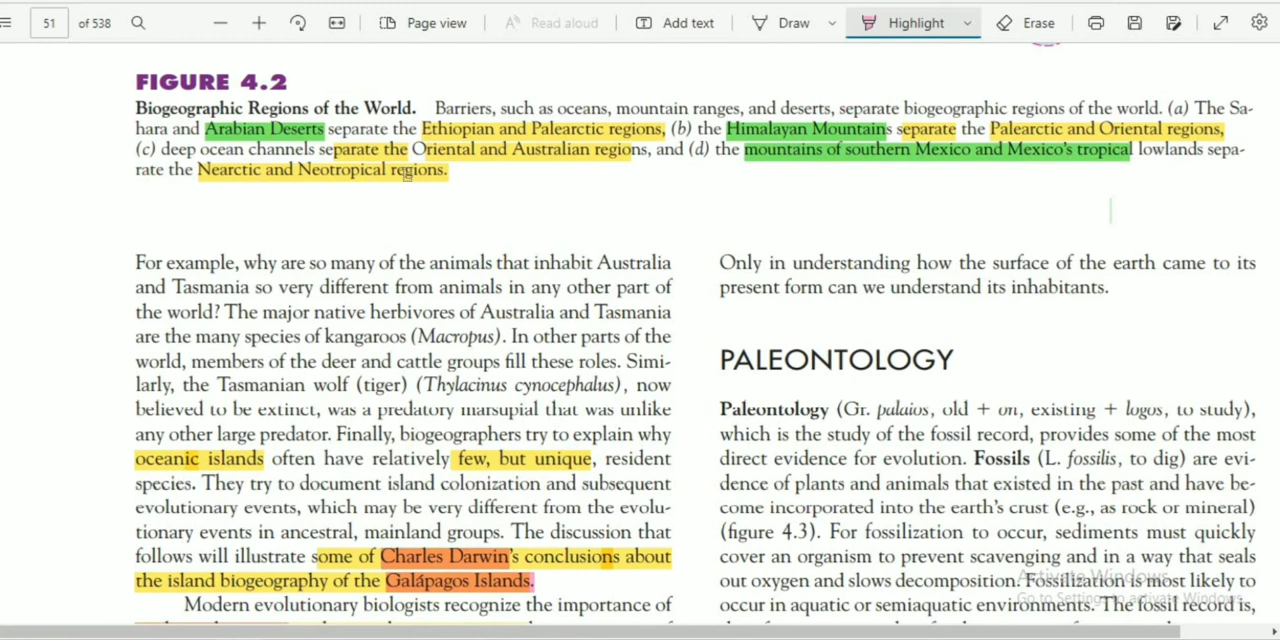 51 of 538 Page view Read aloud Add text Draw Highlight Erase
FIGURE 4.2
Biogeographic Regions of the World. Barriers, such as oceans, mountain ranges, and deserts, separate biogeographic regions of the world. (a) The Sa-
hara and Arabian Deserts separate the Ethiopian and Palearctic regions, (b) the Himalayan Mountains separate the Palearctic and Oriental regions,
(c) deep ocean channels separate the Oriental and Australian regions, and (d) the mountains of southern Mexico and Mexico's tropical lowlands sepa-
rate the Nearctic and Neotropical regions.
For example, why are so many of the animals that inhabit Australia
and Tasmania so very different from animals in any other part of
the world? The major native herbivores of Australia and Tasmania
are the many species of kangaroos (Macropus). In other parts of the
world, members of the deer and cattle groups fill these roles. Simi-
larly, the Tasmanian wolf (tiger) (Thylacinus cynocephalus), now
believed to be extinct, was a predatory marsupial that was unlike
any other large predator. Finally, biogeographers try to explain why
oceanic islands often have relatively few, but unique, resident
species. They try to document island colonization and subsequent
evolutionary events, which may be very different from the evolu-
tionary events in ancestral, mainland groups. The discussion that
follows will illustrate some of Charles Darwin's conclusions about
the island biogeography of the Galápagos Islands.
Modern evolutionary biologists recognize the importance of
Only in understanding how the surface of the earth came to its
present form can we understand its inhabitants.
PALEONTOLOGY
Paleontology (Gr. palaios, old + on, existing + logos, to study),
which is the study of the fossil record, provides some of the most
direct evidence for evolution. Fossils (L. fossilis, to dig) are evi-
dence of plants and animals that existed in the past and have be-
come incorporated into the earth's crust (e.g., as rock or mineral)
(figure 4.3). For fossilization to occur, sediments must quickly
cover an organism to prevent scavenging and in a way that seals
out oxygen and slows decomposition. Fossilization is most likely to
occur in aquatic or semiaquatic environments. The fossil record is,
Activate Windows
Go to Settings to activate Windows.